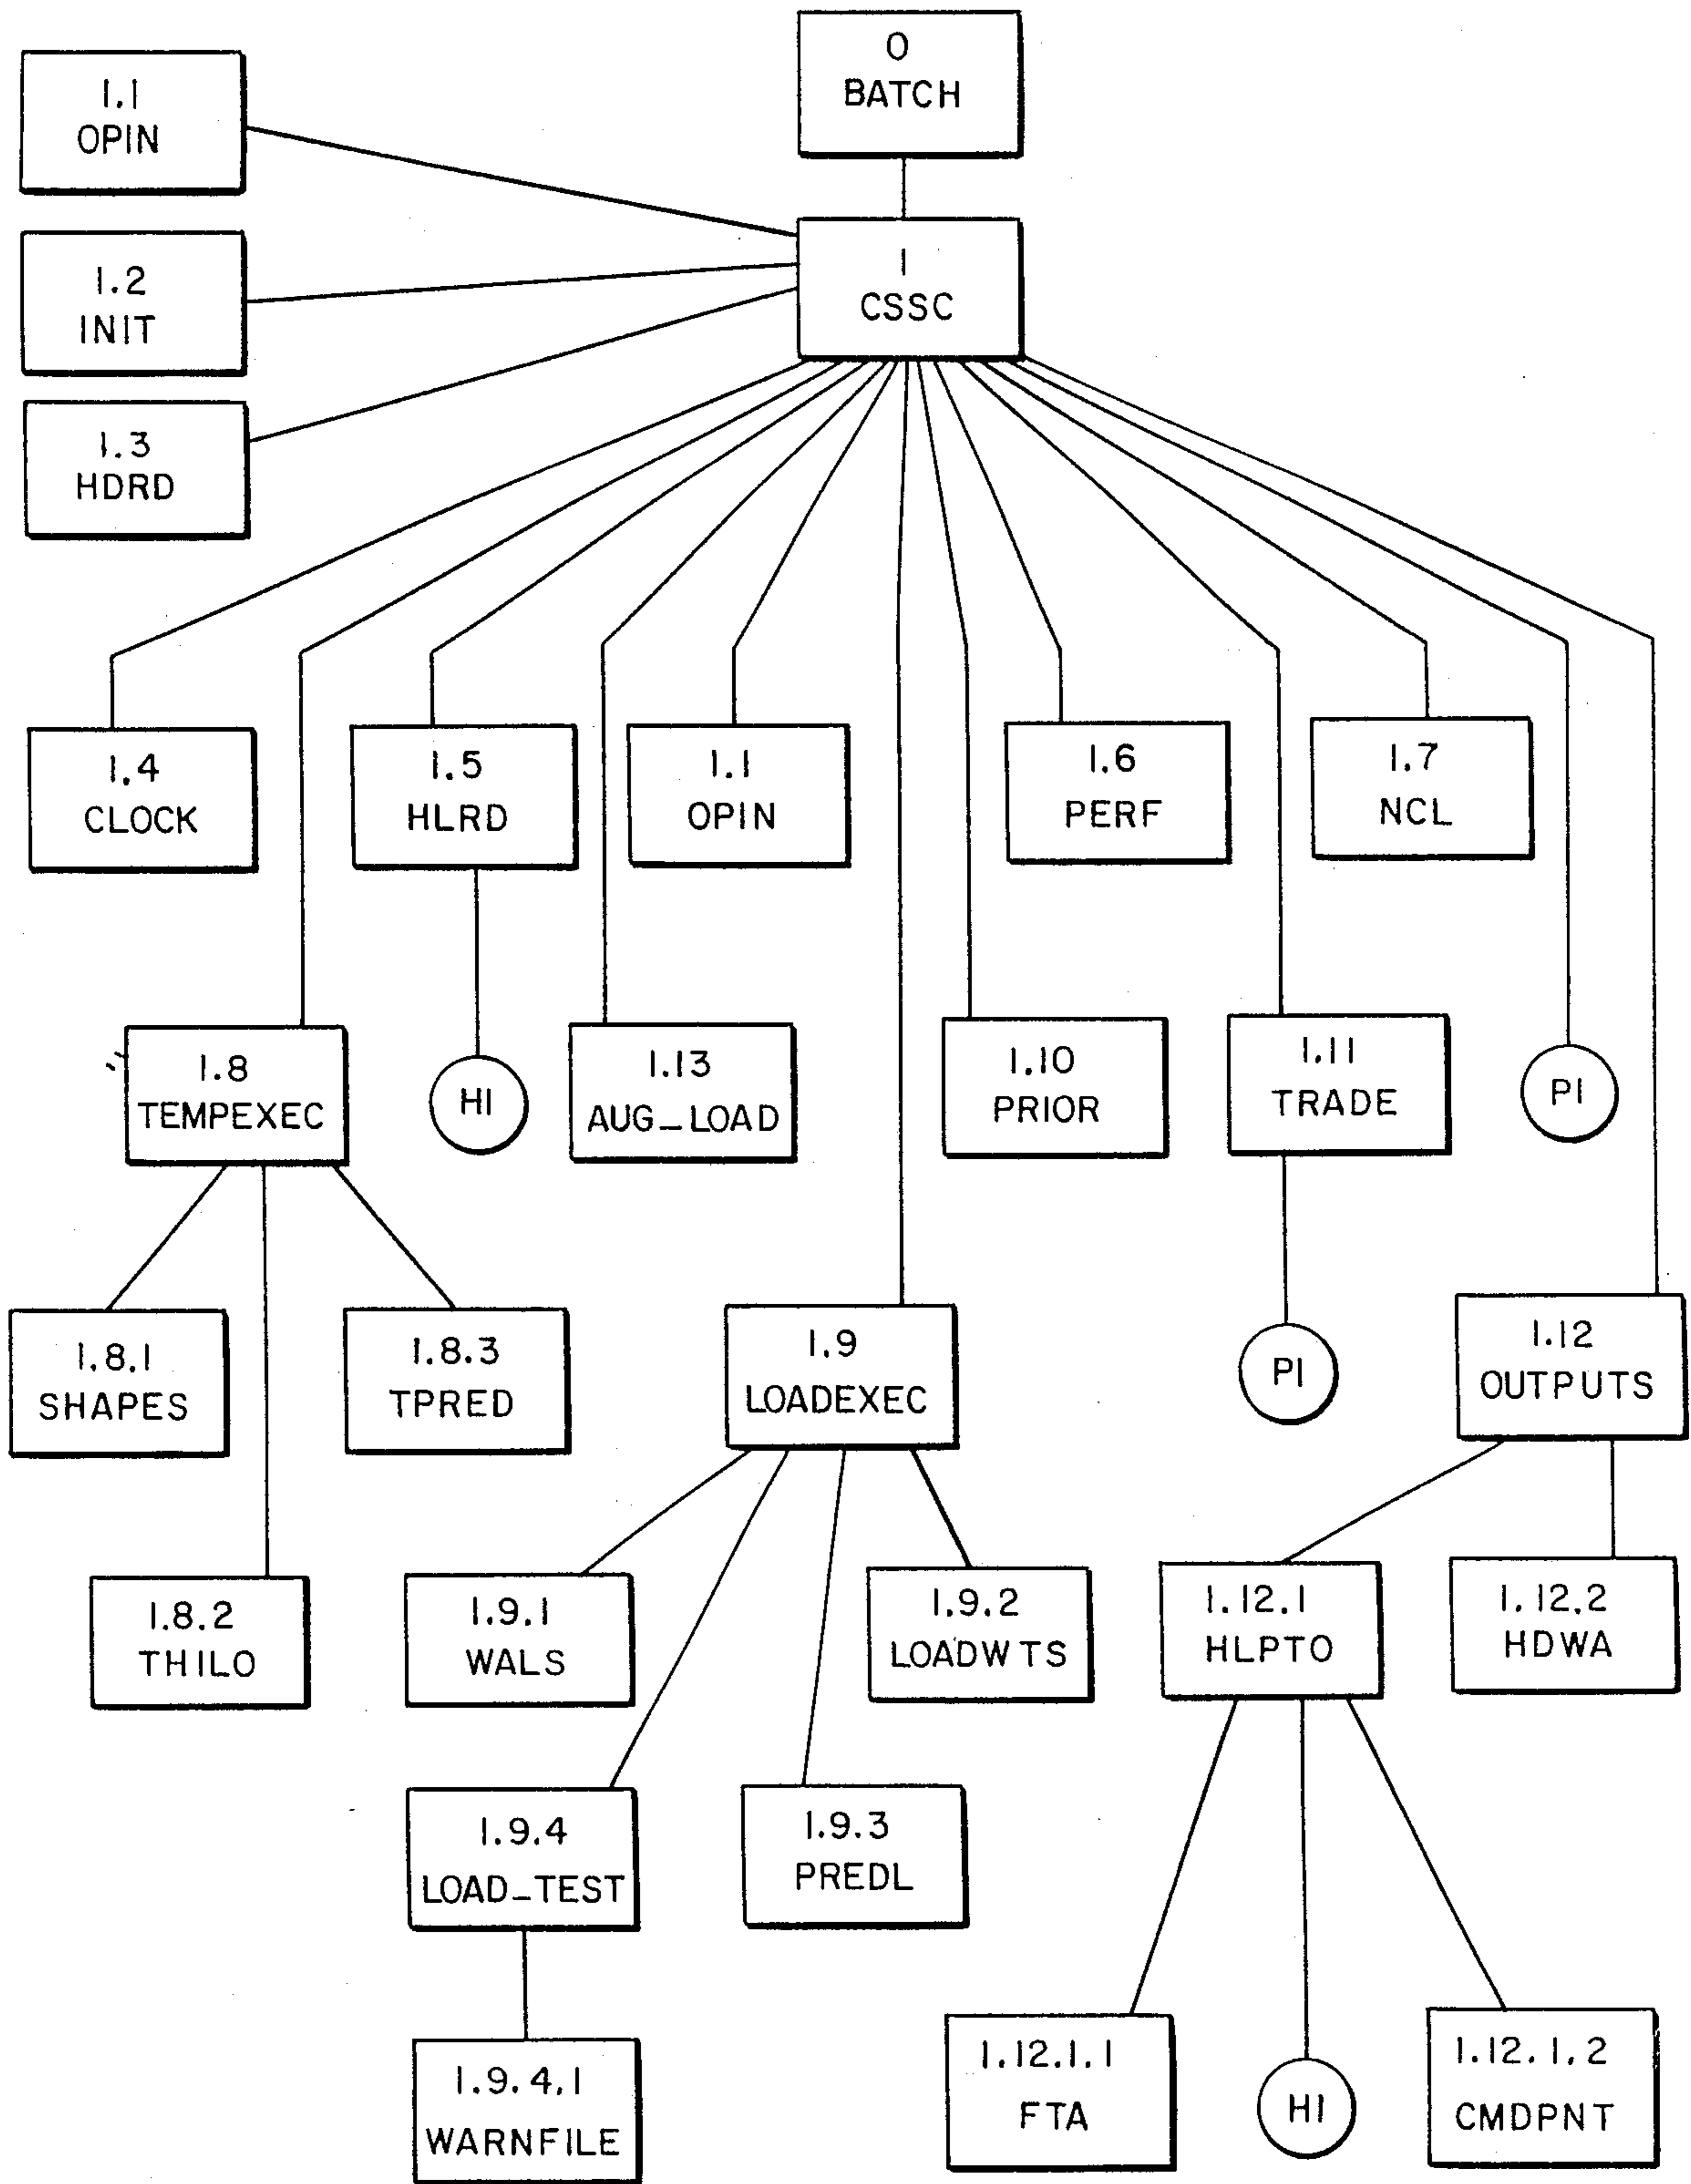 0
BATCH
1.1
OPIN
1
CSSC
1.2
INIT
1.3
HDRD
1.4
CLOCK
1.5
HLRD
1.1
OPIN
1.6
PERF
1.7
NCL
1.8
TEMPEXEC
HI
1.13
AUG_LOAD
1.10
PRIOR
1.11
TRADE
PI
1.8.1
SHAPES
1.8.3
TPRED
1.9
LOADEXEC
PI
1.12
OUTPUTS
1.8.2
THILO
1.9.1
WALS
1.9.2
LOADWTS
1.12.1
HLPTO
1.12.2
HDWA
1.9.4
LOAD_TEST
1.9.3
PREDL
1.9.4.1
WARNFILE
1.12.1.1
FTA
HI
1.12.1.2
CMDPNT